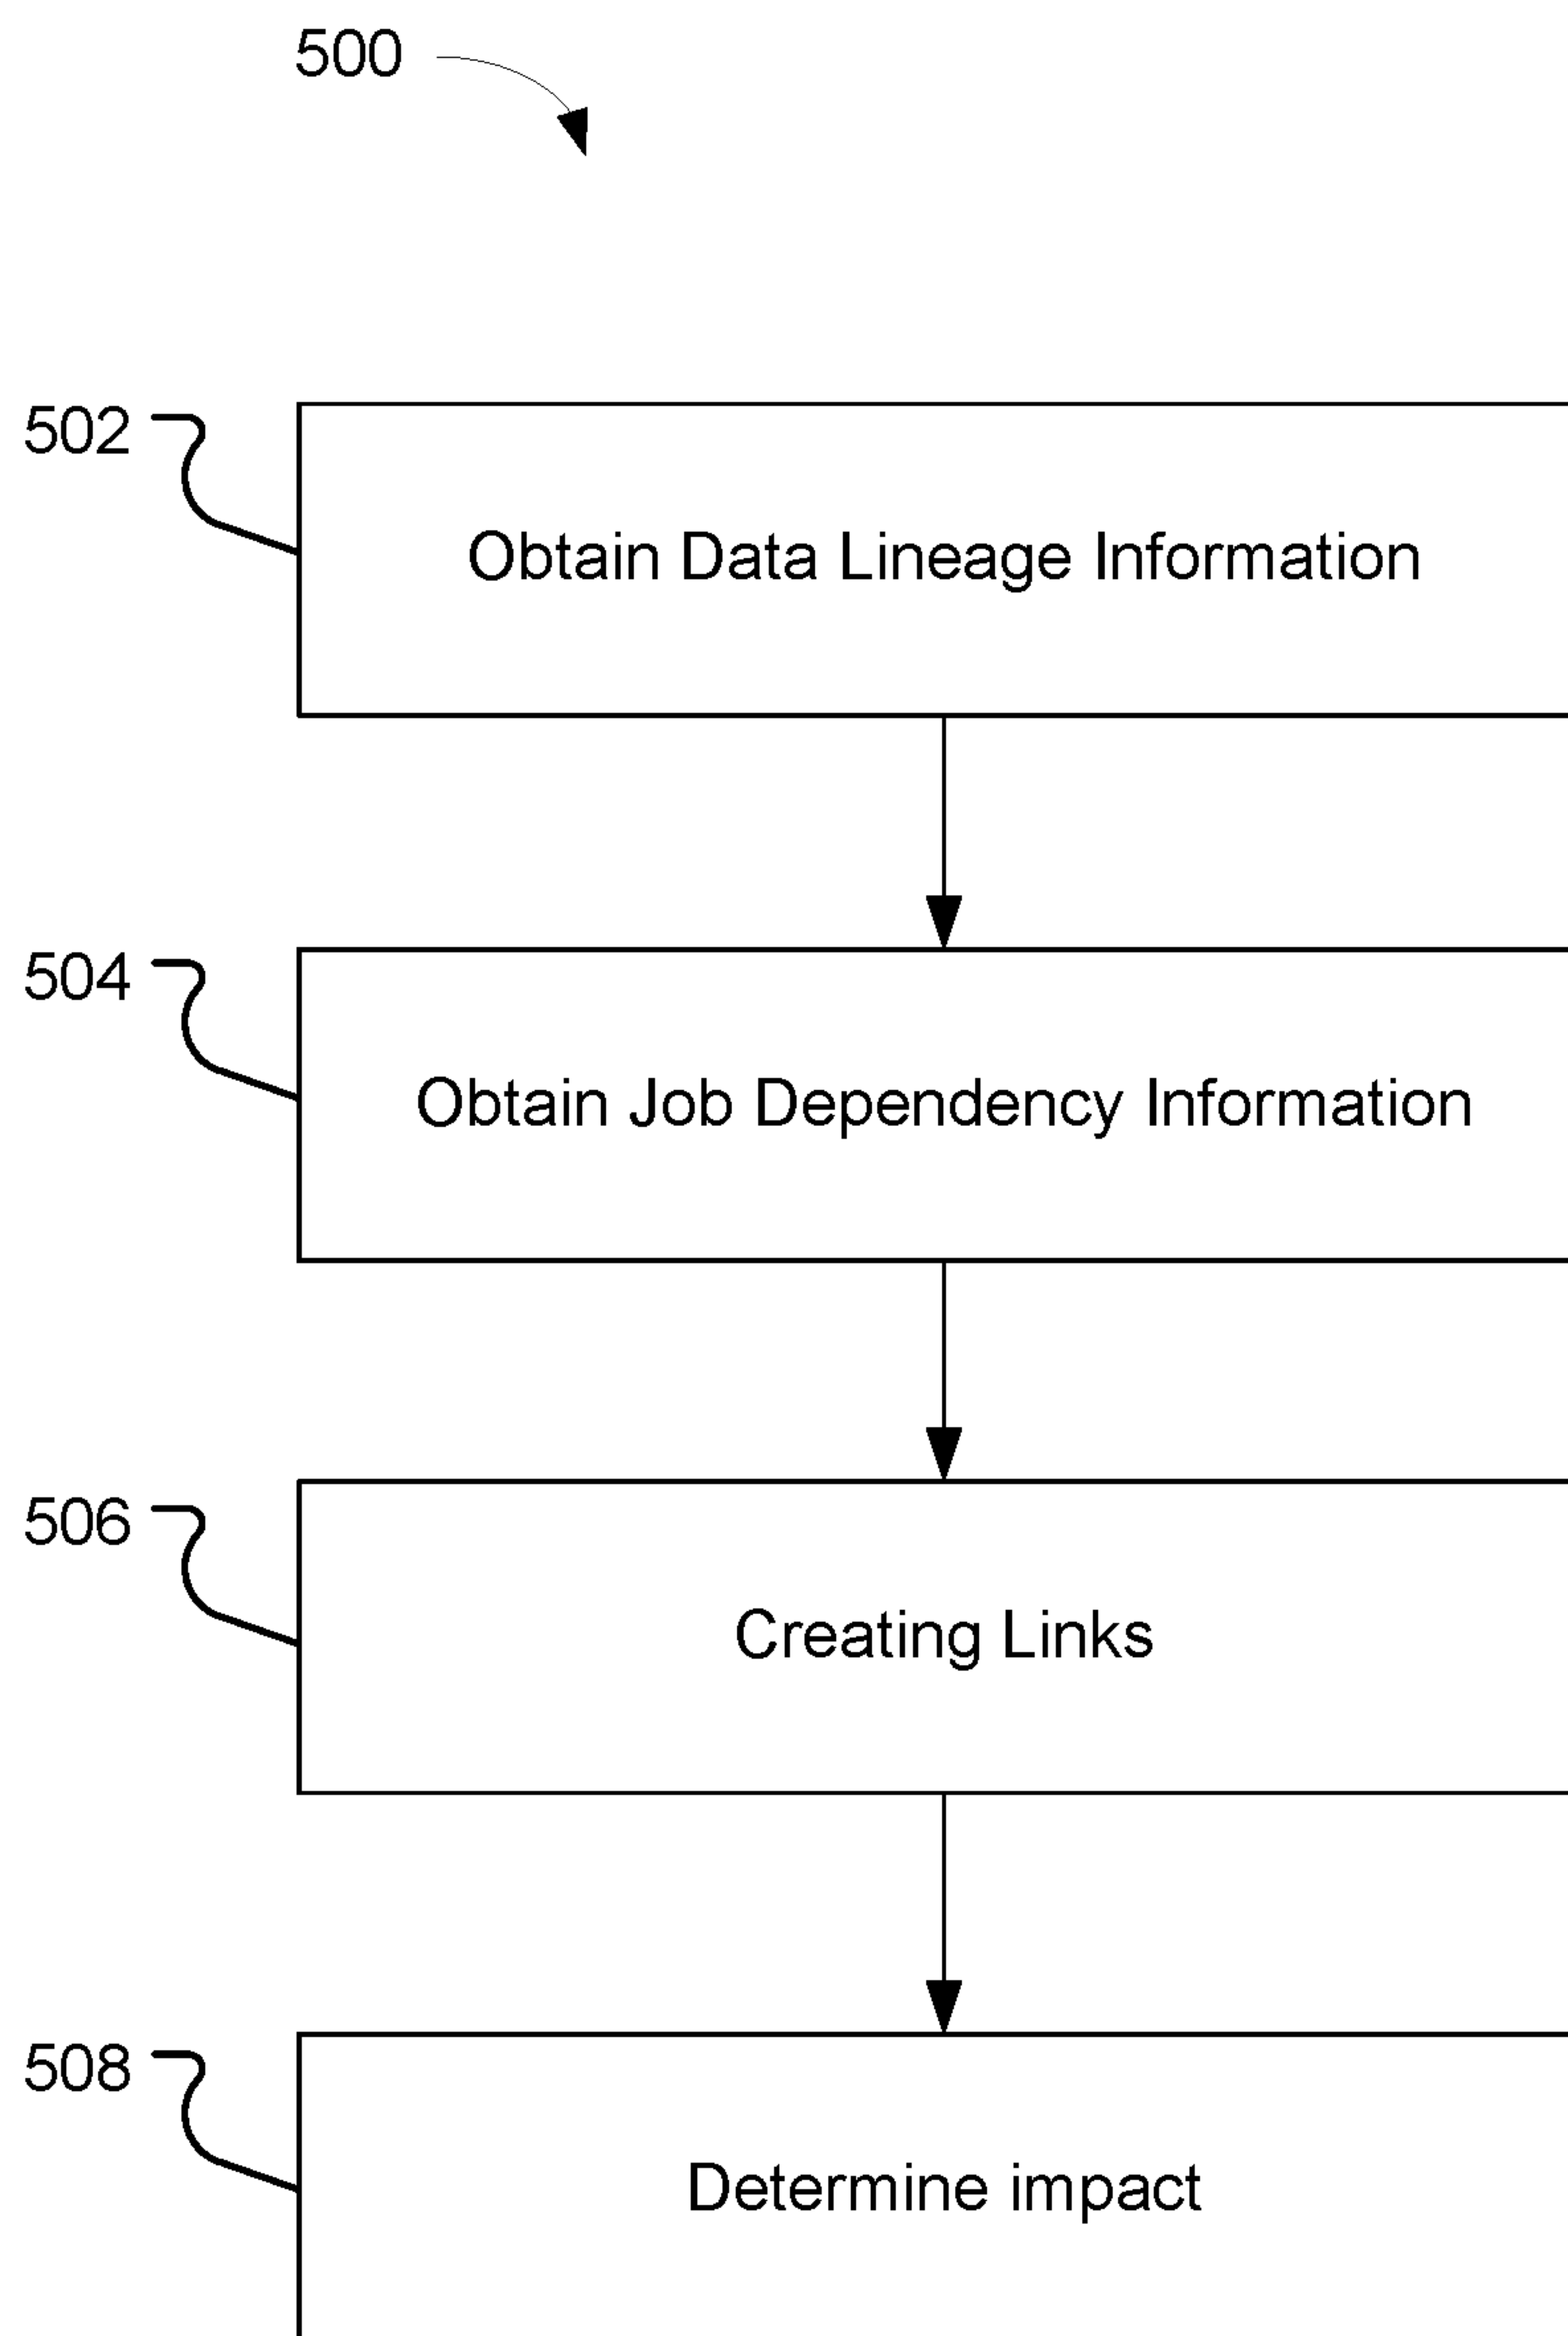 500
502
Obtain Data Lineage Information
504
Obtain Job Dependency Information
506
Creating Links
508
Determine impact